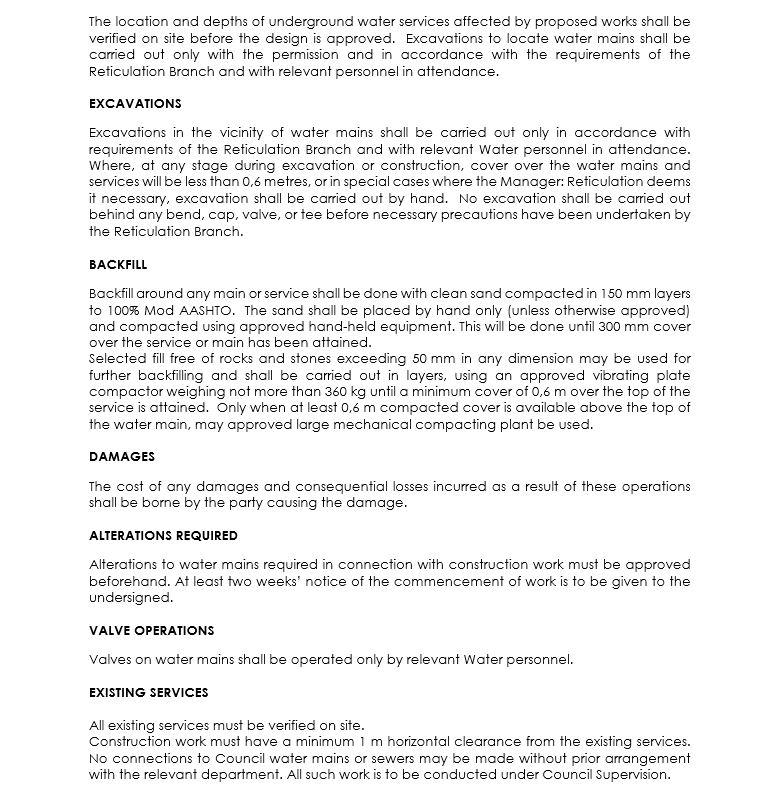 The location and depths of underground water services affected by proposed works shall be
verified on site before the design is approved.  Excavations to locate water mains shall be
carried out only with the permission and in accordance with the requirements of the
Reticulation Branch and with relevant personnel in attendance.
EXCAVATIONS
Excavations in the vicinity of water mains shall be carried out only in accordance with
requirements of the Reticulation Branch and with relevant Water personnel in attendance.
Where, at any stage during excavation or construction, cover over the water mains and
services will be less than 0,6 metres, or in special cases where the Manager: Reticulation deems
it necessary, excavation shall be carried out by hand.  No excavation shall be carried out
behind any bend, cap, valve, or tee before necessary precautions have been undertaken by
the Reticulation Branch.
BACKFILL
Backfill around any main or service shall be done with clean sand compacted in 150 mm layers
to 100% Mod AASHTO.  The sand shall be placed by hand only (unless otherwise approved)
and compacted using approved hand-held equipment. This will be done until 300 mm cover
over the service or main has been attained.
Selected fill free of rocks and stones exceeding 50 mm in any dimension may be used for
further backfilling and shall be carried out in layers, using an approved vibrating plate
compactor weighing not more than 360 kg until a minimum cover of 0,6 m over the top of the
service is attained.  Only when at least 0,6 m compacted cover is available above the top of
the water main, may approved large mechanical compacting plant be used.
DAMAGES
The cost of any damages and consequential losses incurred as a result of these operations
shall be borne by the party causing the damage.
ALTERATIONS REQUIRED
Alterations to water mains required in connection with construction work must be approved
beforehand. At least two weeks' notice of the commencement of work is to be given to the
undersigned.
VALVE OPERATIONS
Valves on water mains shall be operated only by relevant Water personnel.
EXISTING SERVICES
All existing services must be verified on site.
Construction work must have a minimum 1 m horizontal clearance from the existing services.
No connections to Council water mains or sewers may be made without prior arrangement
with the relevant department. All such work is to be conducted under Council Supervision.